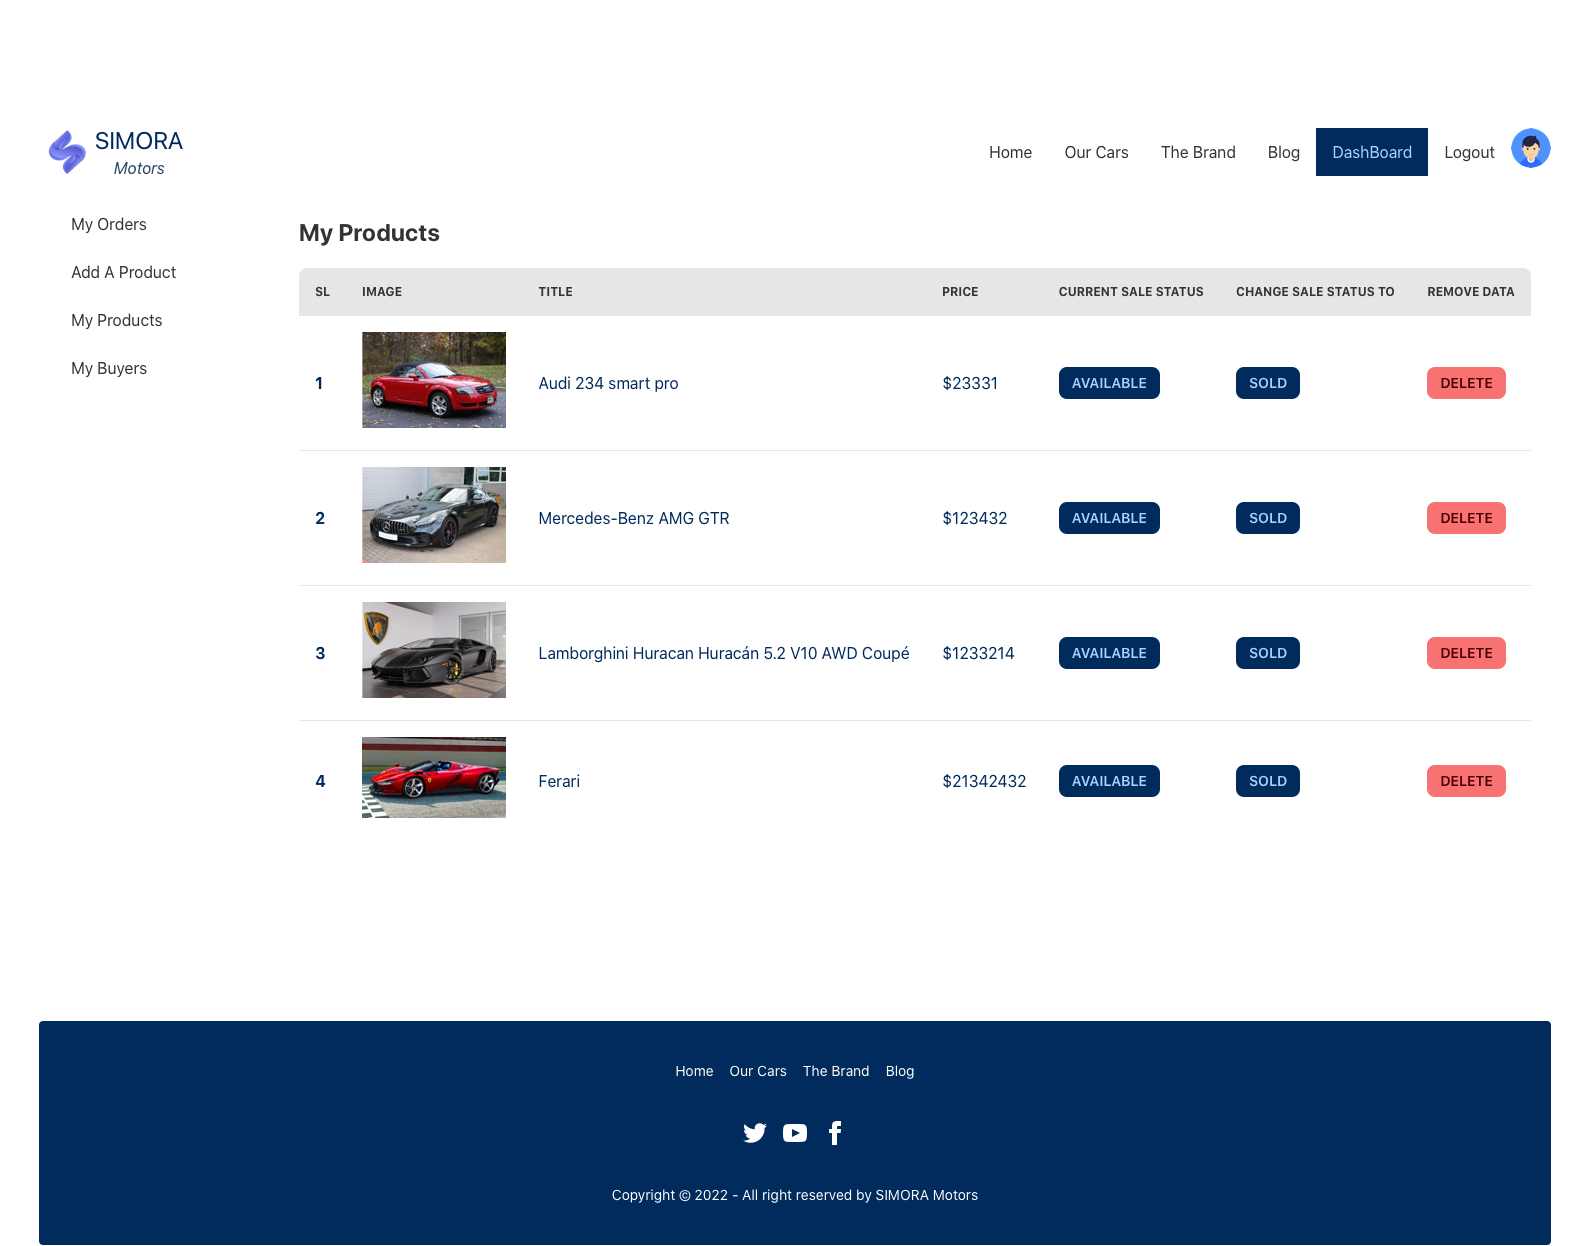 SIMORA
Motors
Home Our Cars The Brand Blog DashBoard Logout
My Orders
Add A Product
My Products
My Buyers
My Products
SL IMAGE TITLE PRICE CURRENT SALE STATUS CHANGE SALE STATUS TO REMOVE DATA
1 Audi 234 smart pro $23331 AVAILABLE SOLD DELETE
2 Mercedes-Benz AMG GTR $123432 AVAILABLE SOLD DELETE
3 Lamborghini Huracan Huracán 5.2 V10 AWD Coupé $1233214 AVAILABLE SOLD DELETE
4 Ferari $21342432 AVAILABLE SOLD DELETE
Home Our Cars The Brand Blog
Copyright © 2022 - All right reserved by SIMORA Motors